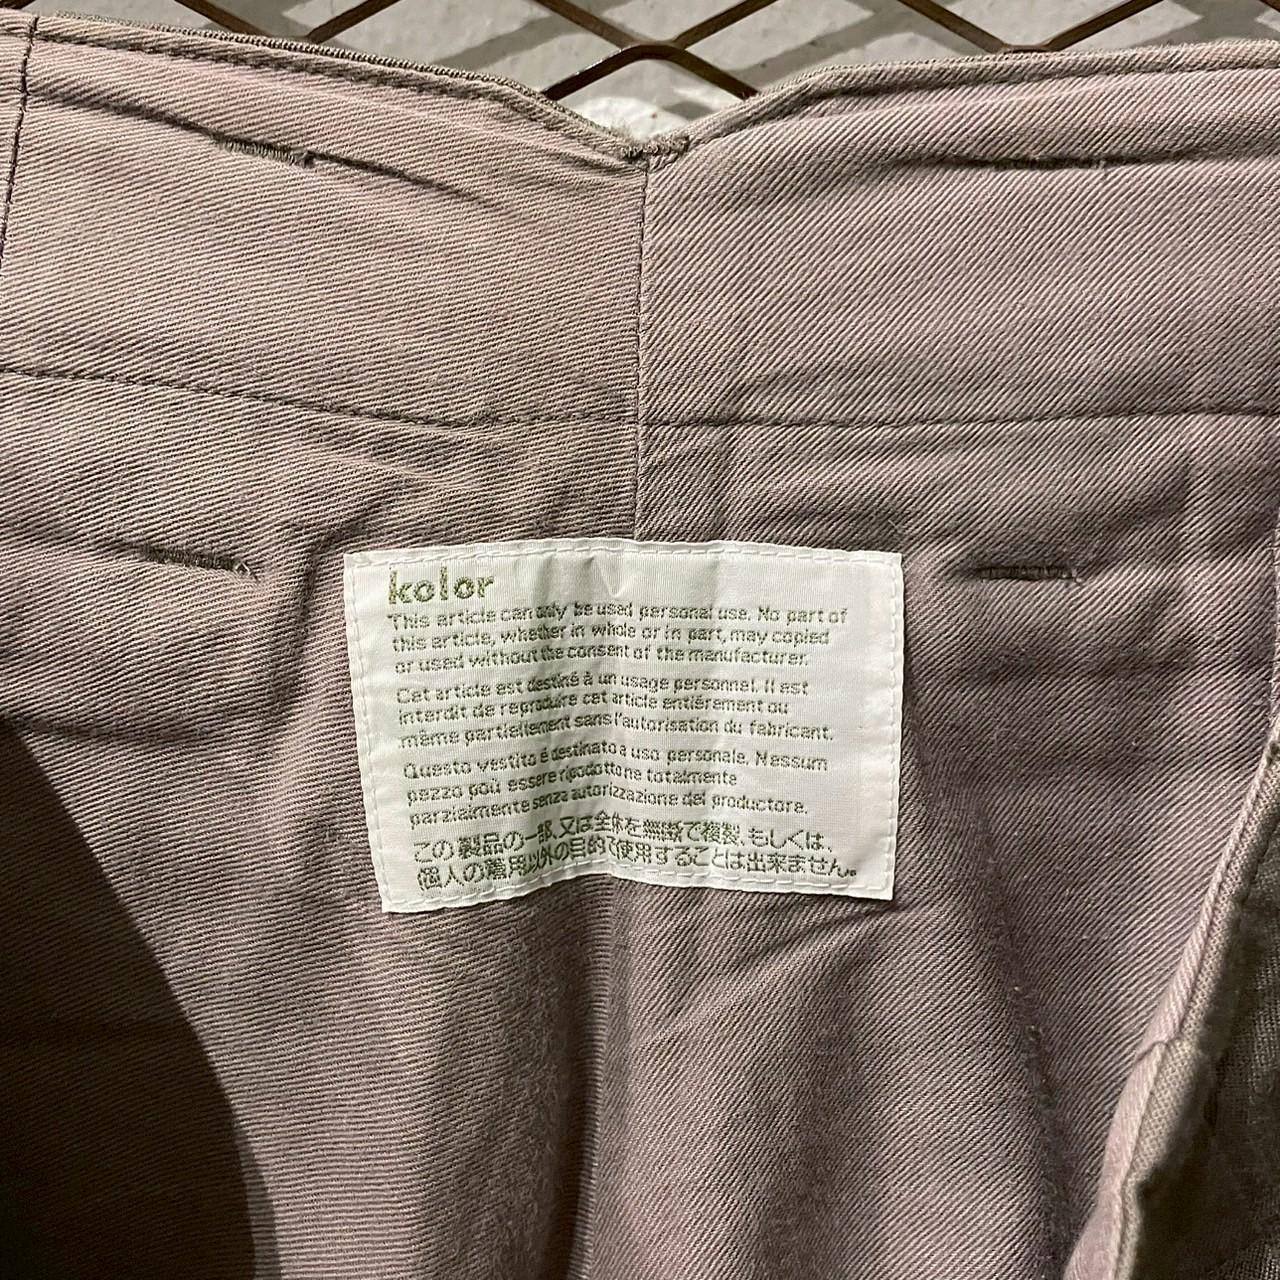 kolor
This article can only be used personal use. No part of
this article, whether in whole or in part, may copied
or used without the consent of the manufacturer.
Cet article est destiné à un usage personnel. Il est
interdit de reproduire cet article entiérement ou
même partiellement sans l'autorisation du fabricant.
Questo vestito é destinato a uso personale. Nessum
pezzo poú essere ripodotto ne totalmente
parzialmente senza autorizzazione del productore.
この製品の一部、又は全体を無断で複製、もしくは、
個人の着用以外の目的で使用することは出来ません。